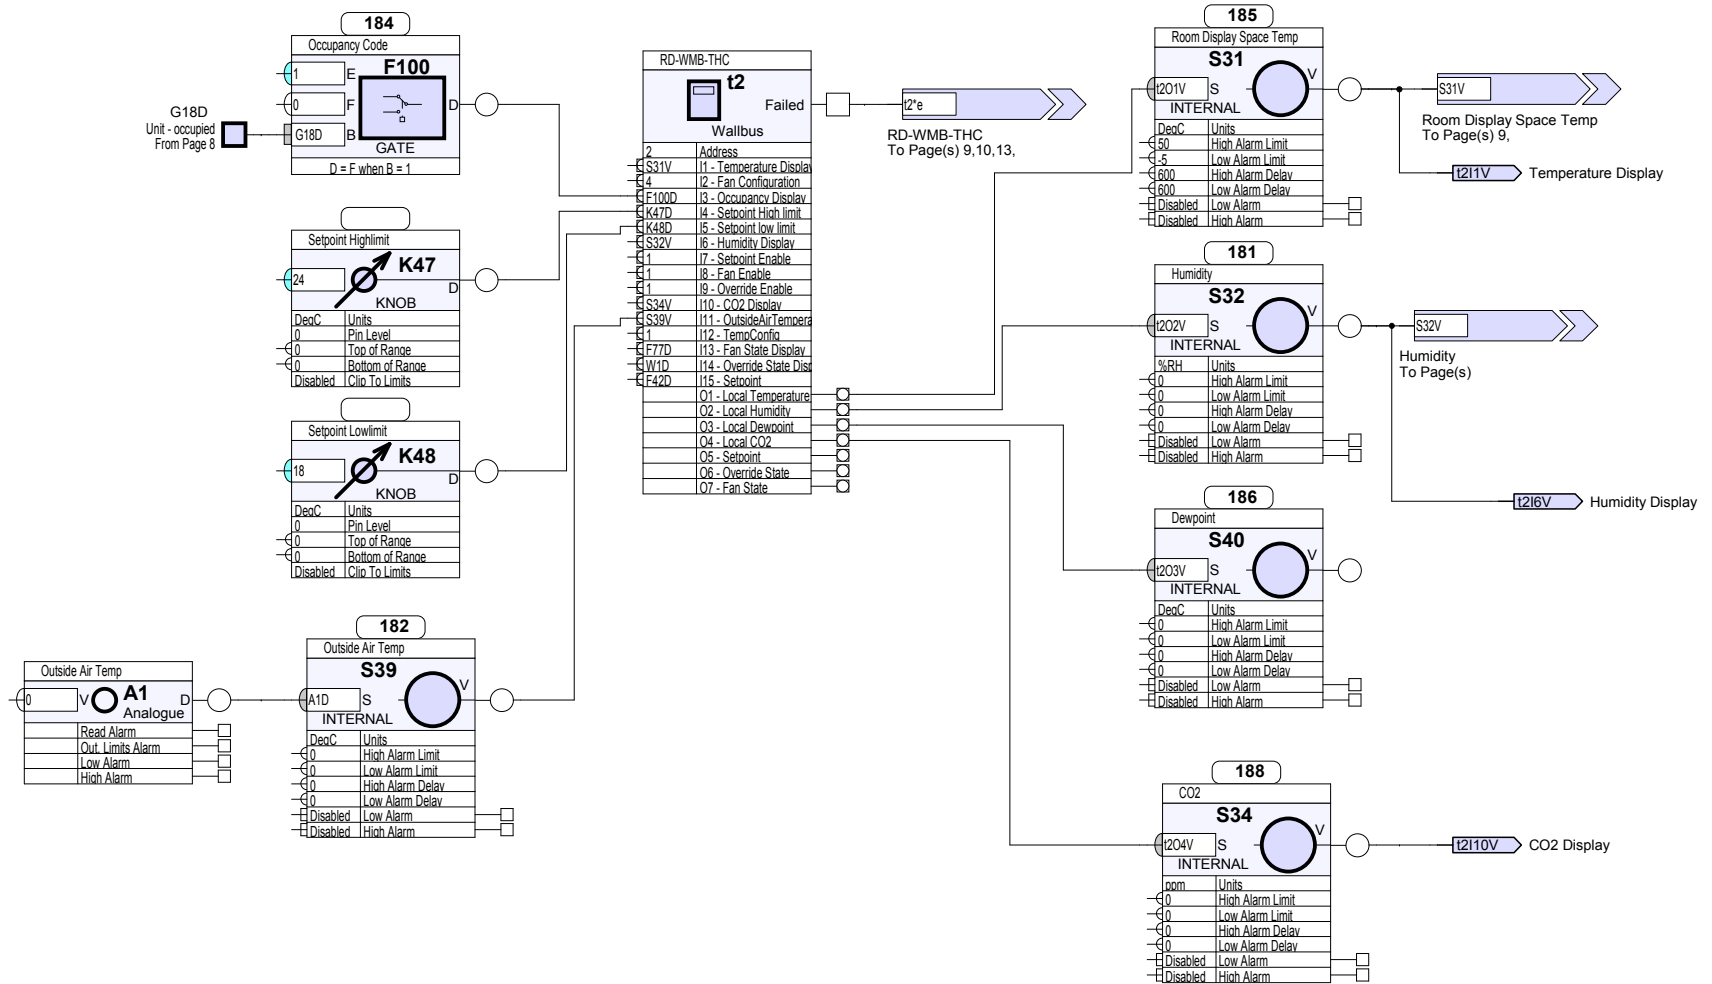 184
Occupancy Code
F100
1 E
0 F
D
G18D B
GATE
D = F when B = 1
G18D
Unit - occupied
From Page 8
Setpoint Highlimit
K47
24
D
KNOB
DegC Units
0 Pin Level
0 Top of Range
0 Bottom of Range
Disabled Clip To Limits
Setpoint Lowlimit
K48
18
D
KNOB
DegC Units
0 Pin Level
0 Top of Range
0 Bottom of Range
Disabled Clip To Limits
Outside Air Temp
0 V A1 D
Analogue
Read Alarm
Out. Limits Alarm
Low Alarm
High Alarm
182
Outside Air Temp
S39
V
A1D S
INTERNAL
DegC Units
0 High Alarm Limit
0 Low Alarm Limit
0 High Alarm Delay
0 Low Alarm Delay
Disabled Low Alarm
Disabled High Alarm
RD-WMB-THC
t2
Failed
Wallbus
2 Address
S31V I1 - Temperature Display
4 I2 - Fan Configuration
F100D I3 - Occupancy Display
K47D I4 - Setpoint High limit
K48D I5 - Setpoint low limit
S32V I6 - Humidity Display
1 I7 - Setpoint Enable
1 I8 - Fan Enable
1 I9 - Override Enable
S34V I10 - CO2 Display
S39V I11 - OutsideAirTempera
1 I12 - TempConfig
F77D I13 - Fan State Display
W1D I14 - Override State Disp
F42D I15 - Setpoint
O1 - Local Temperature
O2 - Local Humidity
O3 - Local Dewpoint
O4 - Local CO2
O5 - Setpoint
O6 - Override State
O7 - Fan State
t2*e
RD-WMB-THC
To Page(s) 9,10,13,
185
Room Display Space Temp
S31
V
t2O1V S
INTERNAL
DegC Units
50 High Alarm Limit
-5 Low Alarm Limit
600 High Alarm Delay
600 Low Alarm Delay
Disabled Low Alarm
Disabled High Alarm
S31V
Room Display Space Temp
To Page(s) 9,
t2I1V Temperature Display
181
Humidity
S32
V
t2O2V S
INTERNAL
%RH Units
0 High Alarm Limit
0 Low Alarm Limit
0 High Alarm Delay
0 Low Alarm Delay
Disabled Low Alarm
Disabled High Alarm
S32V
Humidity
To Page(s)
t2I6V Humidity Display
186
Dewpoint
S40
V
t2O3V S
INTERNAL
DegC Units
0 High Alarm Limit
0 Low Alarm Limit
0 High Alarm Delay
0 Low Alarm Delay
Disabled Low Alarm
Disabled High Alarm
188
CO2
S34
V
t2O4V S
INTERNAL
ppm Units
0 High Alarm Limit
0 Low Alarm Limit
0 High Alarm Delay
0 Low Alarm Delay
Disabled Low Alarm
Disabled High Alarm
t2I10V CO2 Display